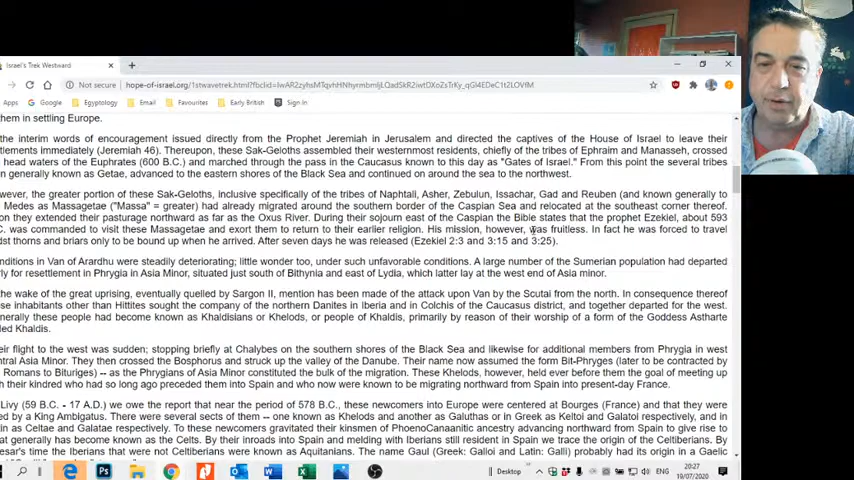 Israel's Trek Westward
Not secure | hope-of-israel.org/1stwavetrek.html?fbclid=
Apps Google Egyptology Email Favourites Early British Sign In
them in settling Europe.
the interim words of encouragement issued directly from the Prophet Jeremiah in Jerusalem and directed the captives of the House of Israel to leave their
tlements immediately (Jeremiah 46). Thereupon, these Sak-Geloths assembled their westernmost residents, chiefly of the tribes of Ephraim and Manasseh, crossed
head waters of the Euphrates (600 B.C.) and marched through the pass in the Caucasus known to this day as "Gates of Israel." From this point the several tribes
n generally known as Getae, advanced to the eastern shores of the Black Sea and continued on around the sea to the northwest.
wever, the greater portion of these Sak-Geloths, inclusive specifically of the tribes of Naphtali, Asher, Zebulun, Issachar, Gad and Reuben (and known generally to
Medes as Massagetae ("Massa" = greater) had already migrated around the southern border of the Caspian Sea and relocated at the southeast corner thereof.
on they extended their pasturage northward as far as the Oxus River. During their sojourn east of the Caspian the Bible states that the prophet Ezekiel, about 593
C. was commanded to visit these Massagetae and exort them to return to their earlier religion. His mission, however, was fruitless. In fact he was forced to travel
dst thorns and briars only to be bound up when he arrived. After seven days he was released (Ezekiel 2:3 and 3:15 and 3:25).
nditions in Van of Arardhu were steadily deteriorating; little wonder too, under such unfavorable conditions. A large number of the Sumerian population had departed
rly for resettlement in Phrygia in Asia Minor, situated just south of Bithynia and east of Lydia, which latter lay at the west end of Asia minor.
the wake of the great uprising, eventually quelled by Sargon II, mention has been made of the attack upon Van by the Scutai from the north. In consequence thereof
se inhabitants other than Hittites sought the company of the northern Danites in Iberia and in Colchis of the Caucasus district, and together departed for the west.
nerally these people had become known as Khaldisians or Khelods, or people of Khaldis, primarily by reason of their worship of a form of the Goddess Astharte
led Khaldis.
eir flight to the west was sudden; stopping briefly at Chalybes on the southern shores of the Black Sea and likewise for additional members from Phrygia in west
ntral Asia Minor. They then crossed the Bosphorus and struck up the valley of the Danube. Their name now assumed the form Bit-Phryges (later to be contracted by
Romans to Bituriges) -- as the Phrygians of Asia Minor constituted the bulk of the migration. These Khelods, however, held ever before them the goal of meeting up
h their kindred who had so long ago preceded them into Spain and who now were known to be migrating northward from Spain into present-day France.
Livy (59 B.C. - 17 A.D.) we owe the report that near the period of 578 B.C., these newcomers into Europe were centered at Bourges (France) and that they were
ed by a King Ambigatus. There were several sects of them -- one known as Khelods and another as Galuthas or in Greek as Keltoi and Galatoi respectively, and in
in as Celtae and Galatae respectively. To these newcomers gravitated their kinsmen of PhoenoCanaanitic ancestry advancing northward from Spain to give rise to
at generally has become known as the Celts. By their inroads into Spain and melding with Iberians still resident in Spain we trace the origin of the Celtiberians. By
esar's time the Iberians that were not Celtiberians were known as Aquitanians. The name Gaul (Greek: Galloi and Latin: Galli) probably had its origin in a Gaelic
Desktop
20:27
19/07/2020